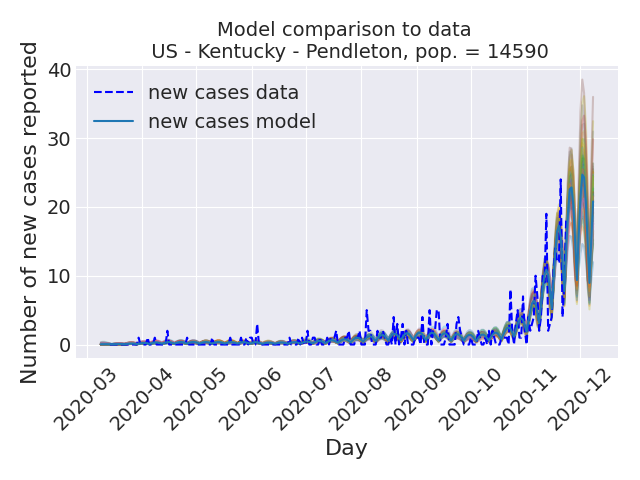 Model comparison to data
US - Kentucky - Pendleton, pop. = 14590
Number of new cases reported
40
30
20
10
0
new cases data
new cases model
2020-03
2020-04
2020-05
2020-06
2020-07
2020-08
2020-09
2020-10
2020-11
2020-12
Day